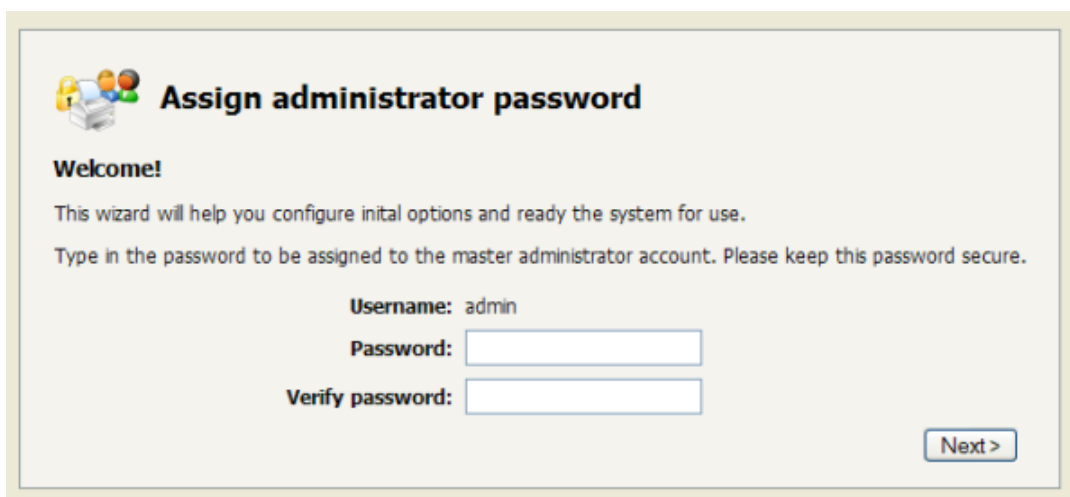 Assign administrator password
Welcome!
This wizard will help you configure inital options and ready the system for use.
Type in the password to be assigned to the master administrator account. Please keep this password secure.
Username: admin
Password:
Verify password:
Next >